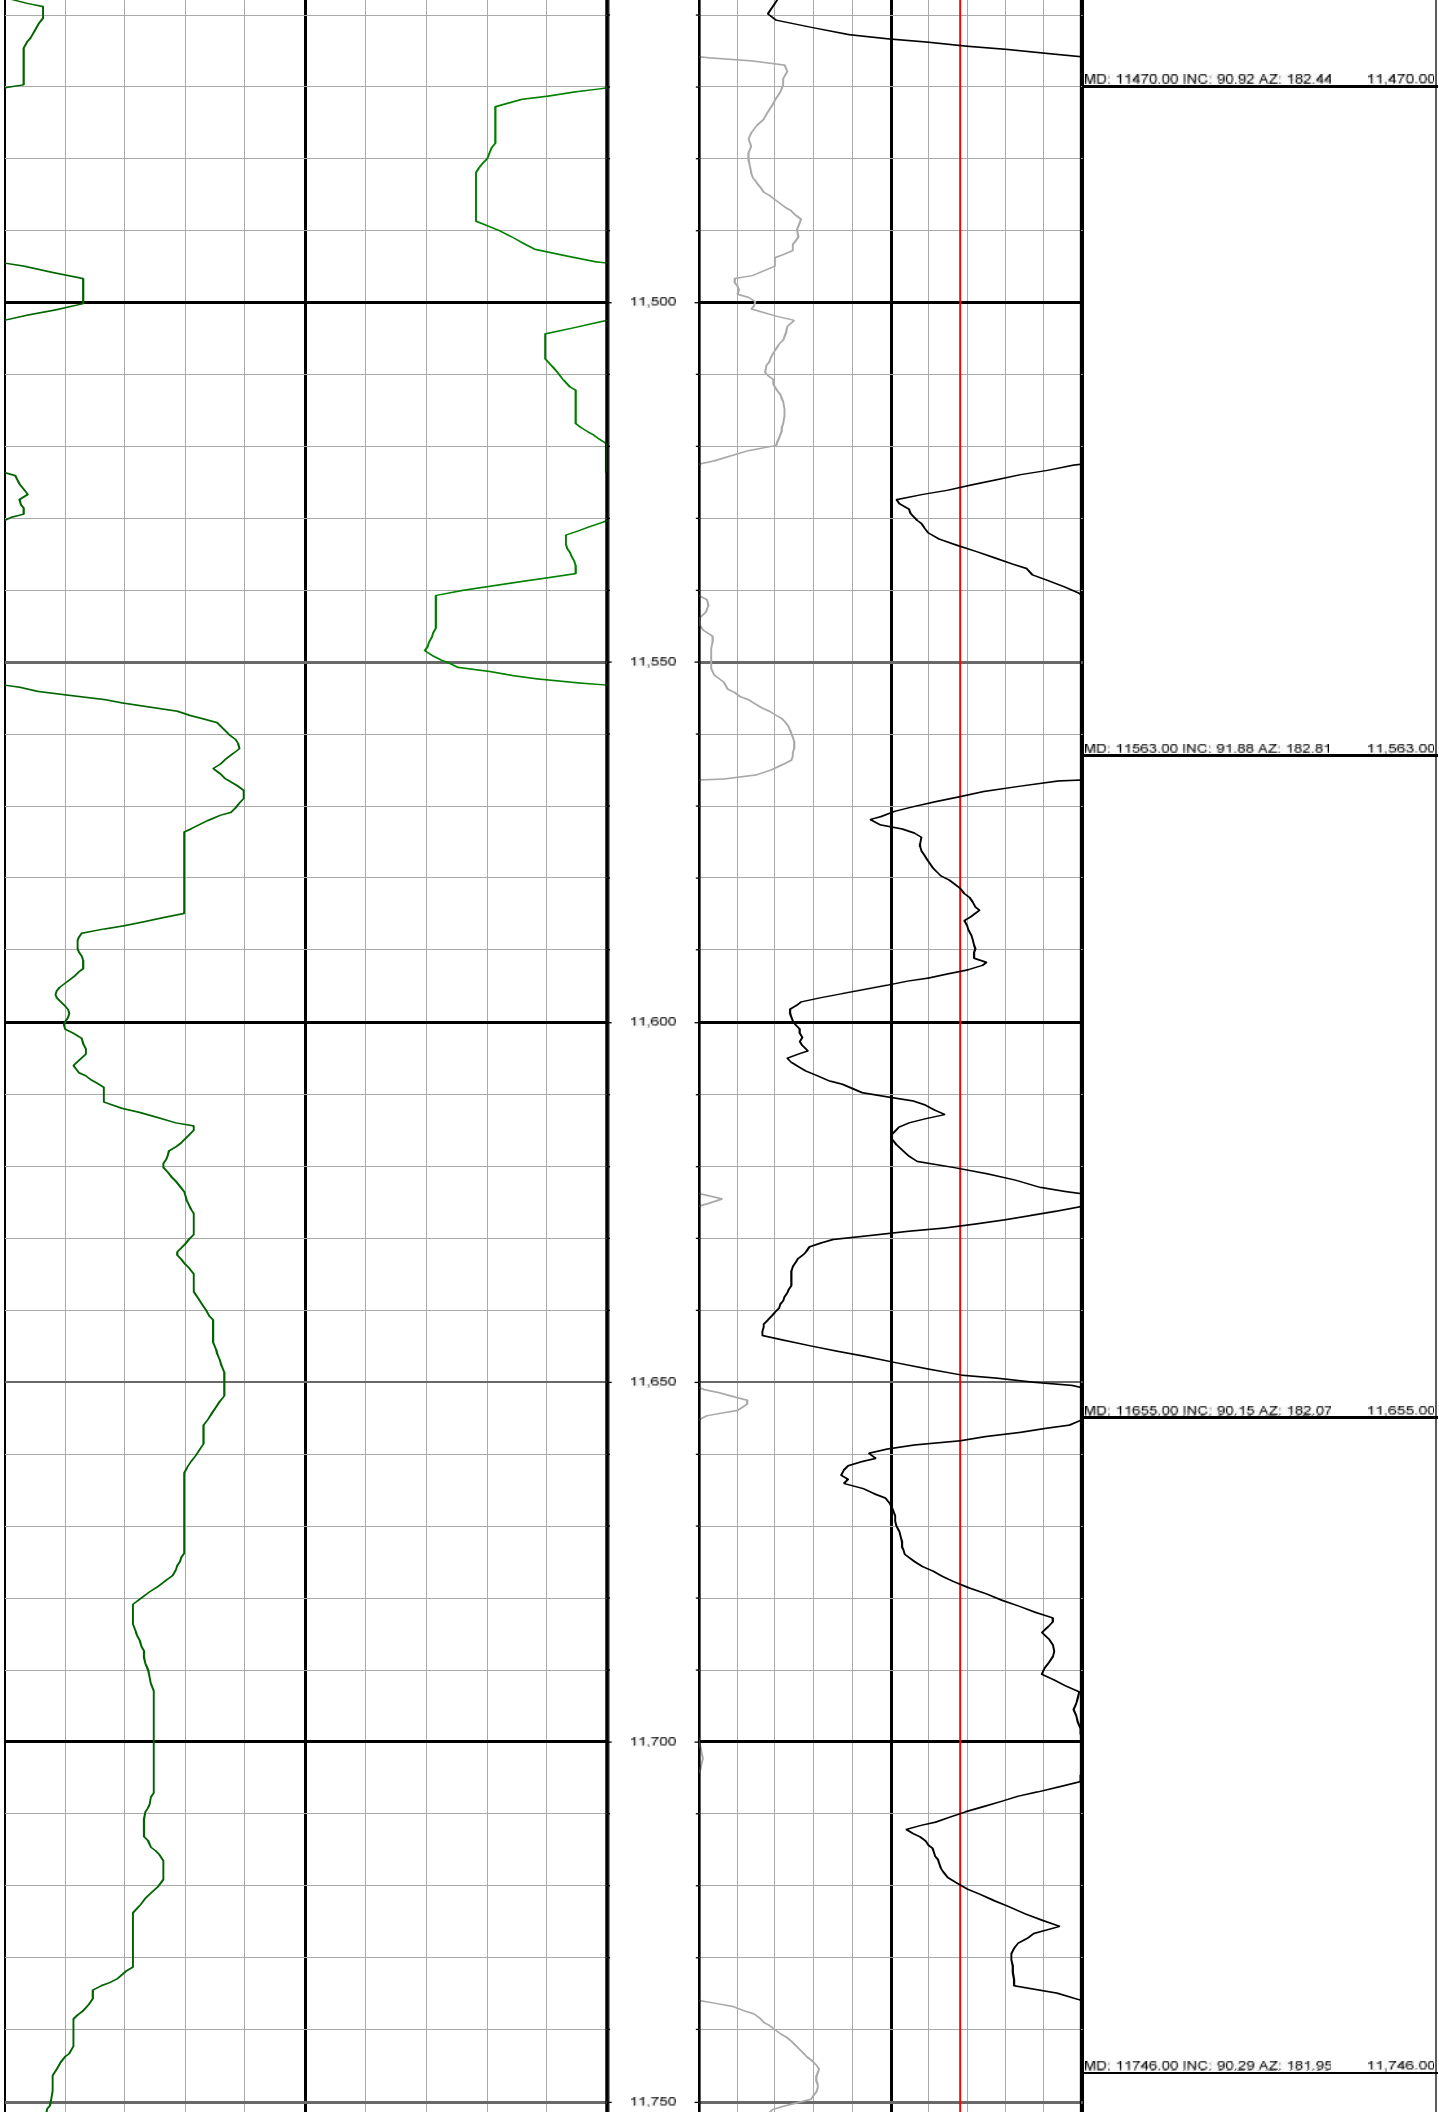 MD: 11470.00 INC: 90.92 AZ: 182.44 11,470.00
11,500
11,550
MD: 11563.00 INC: 91.88 AZ: 182.81 11,563.00
11,600
11,650
MD: 11655.00 INC: 90.15 AZ: 182.07 11,655.00
11,700
MD: 11746.00 INC: 90.29 AZ: 181.95 11,746.00
11,750